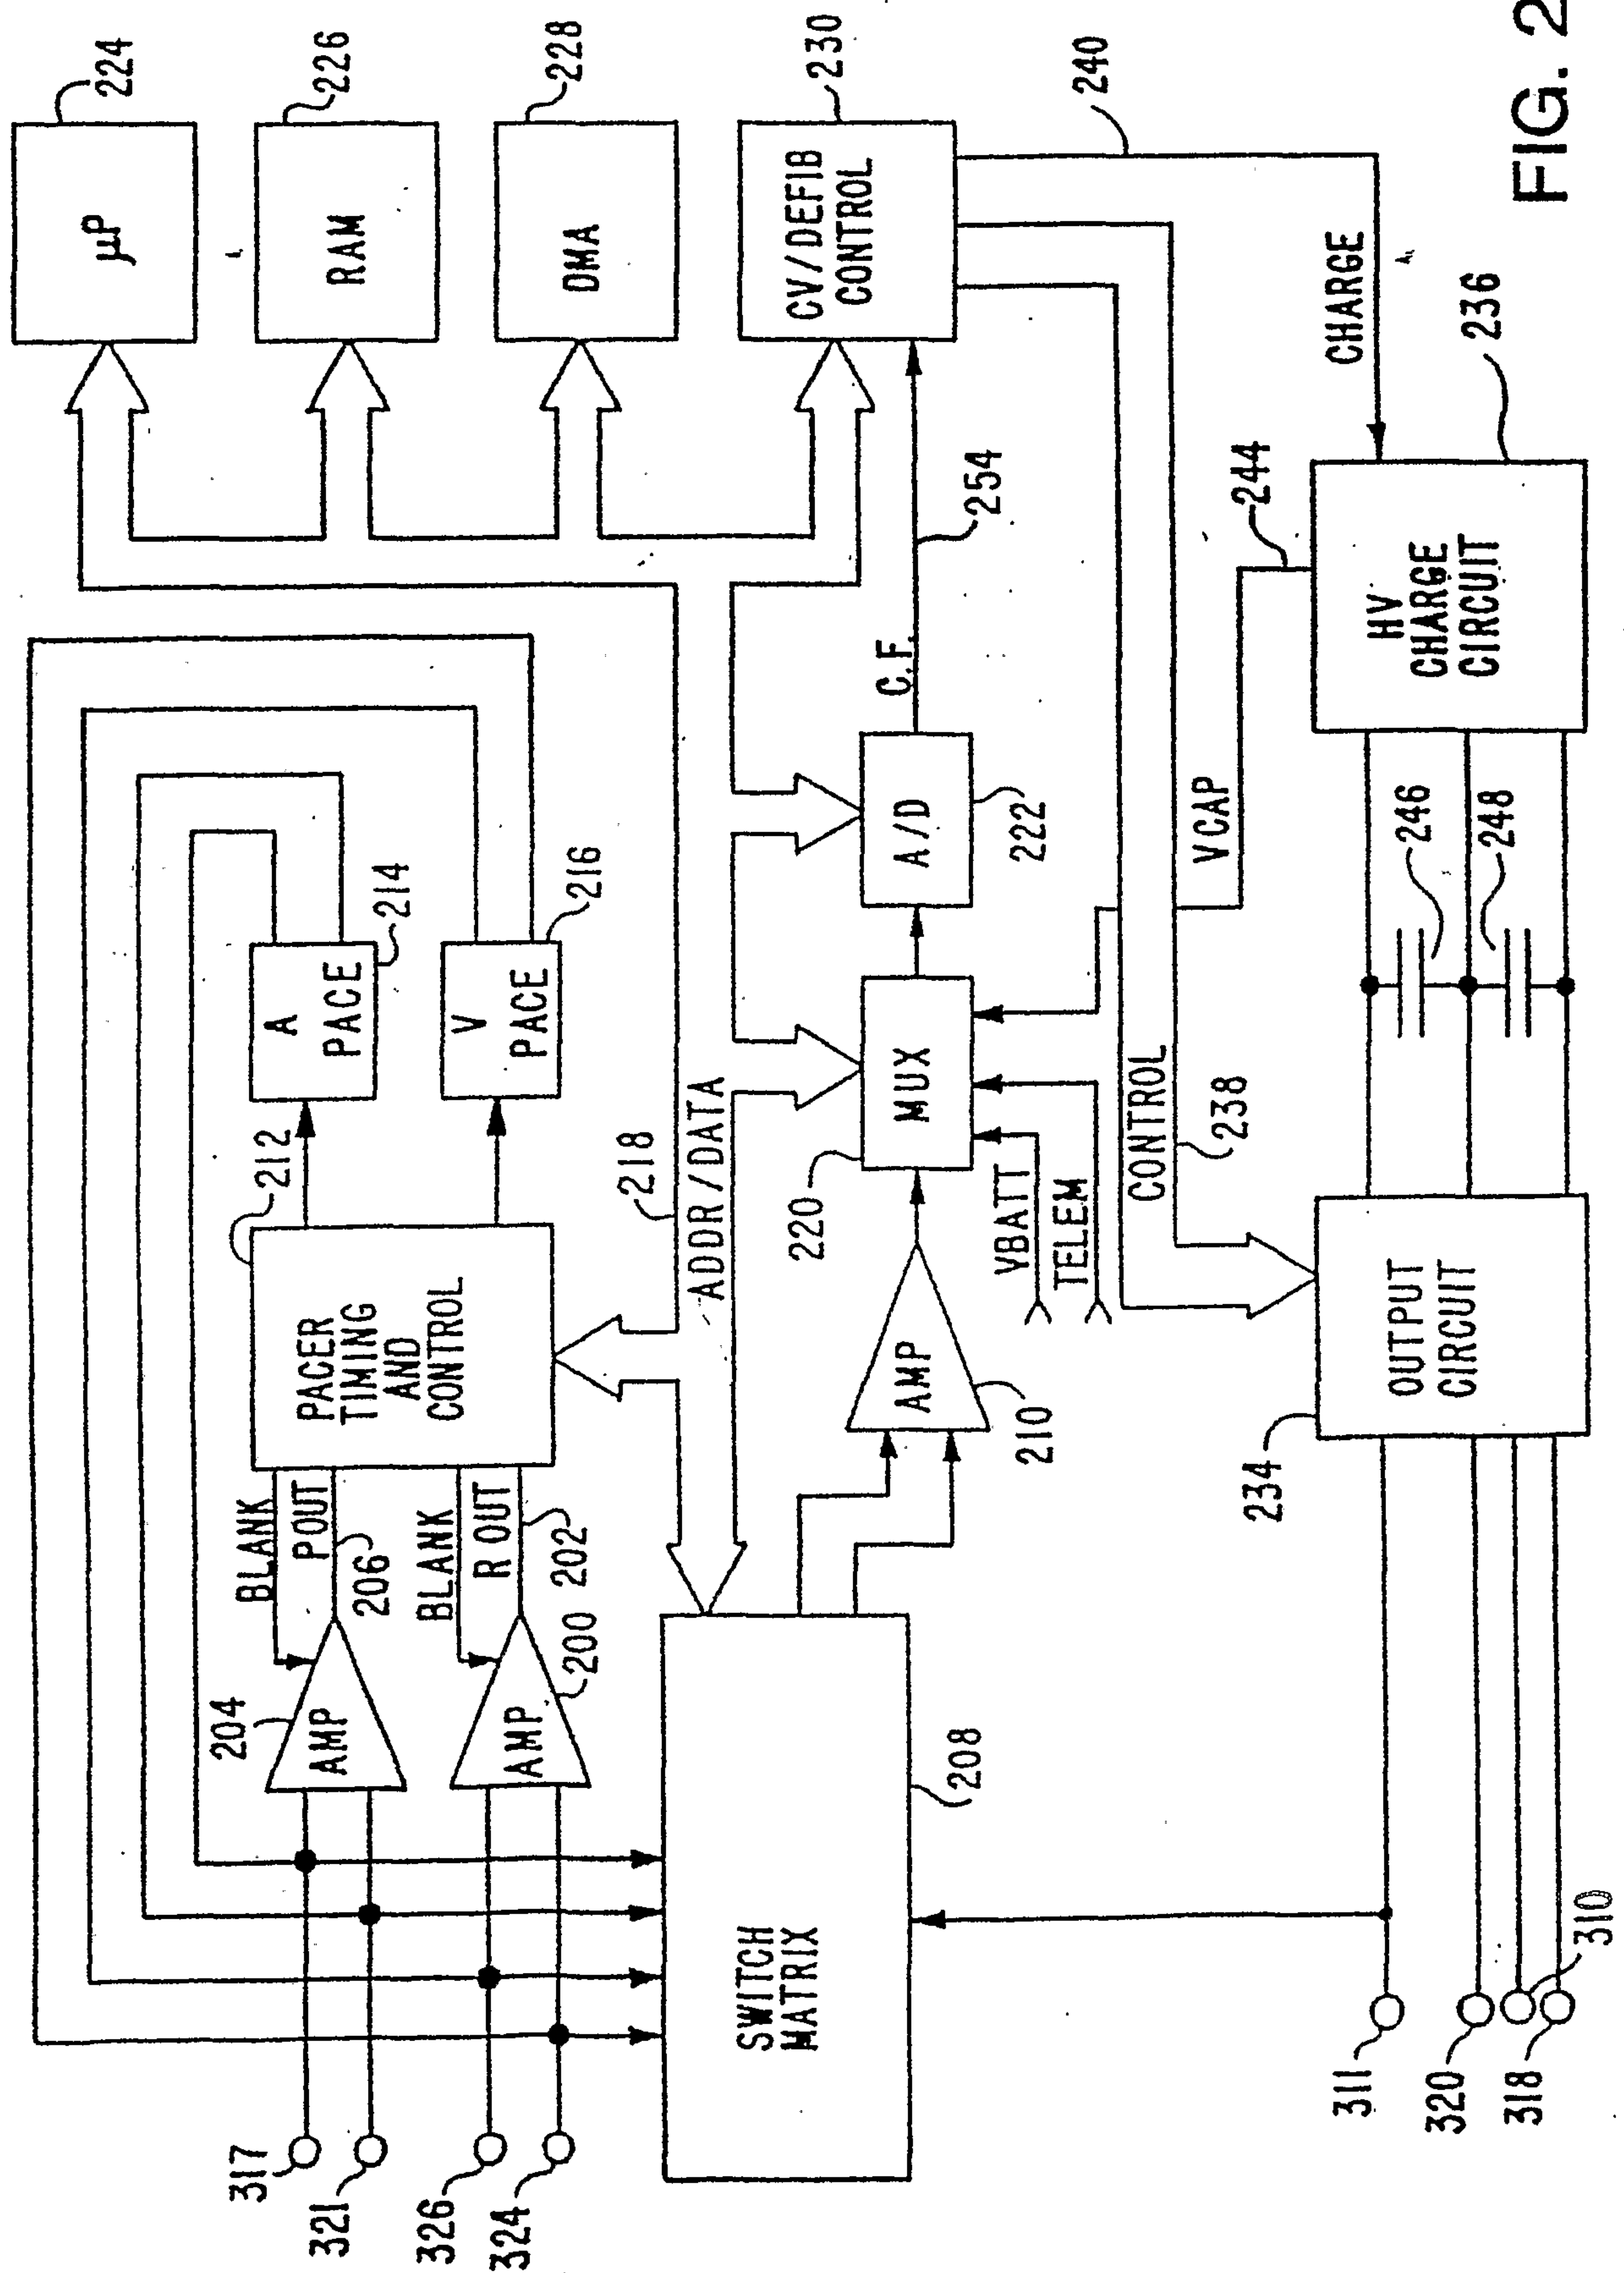 317
321
326
324
204
AMP
BLANK
P OUT
206
AMP
200
BLANK
R OUT
202
PACER
TIMING
AND
CONTROL
212
A
PACE
214
V
PACE
216
218
ADDR/DATA
μP
224
RAM
226
DMA
228
CV/DEFIB
CONTROL
230
SWITCH
MATRIX
208
AMP
210
MUX
220
A/D
222
C.F.
254
VBATT
TELEM
CONTROL
238
VCAP
244
240
CHARGE
311
320
318
310
234
OUTPUT
CIRCUIT
246
248
HV
CHARGE
CIRCUIT
236
FIG. 2